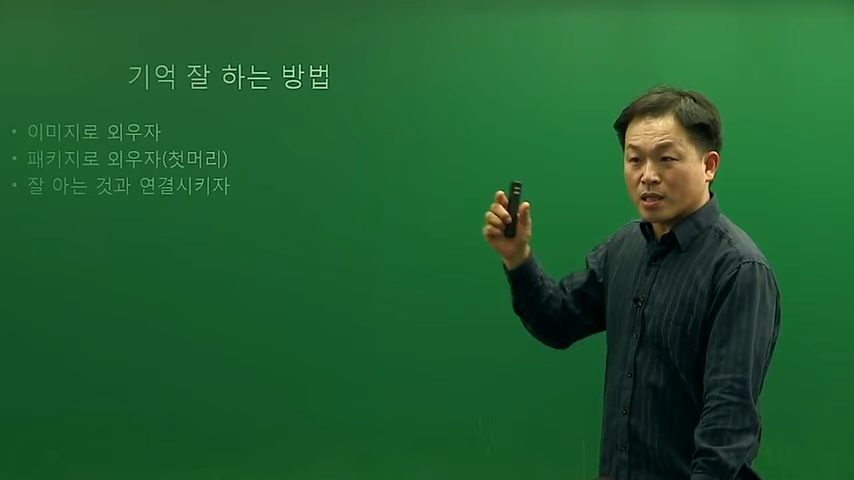 기억 잘 하는 방법
• 이미지로 외우자
• 패키지로 외우자(첫머리)
• 잘 아는 것과 연결시키자